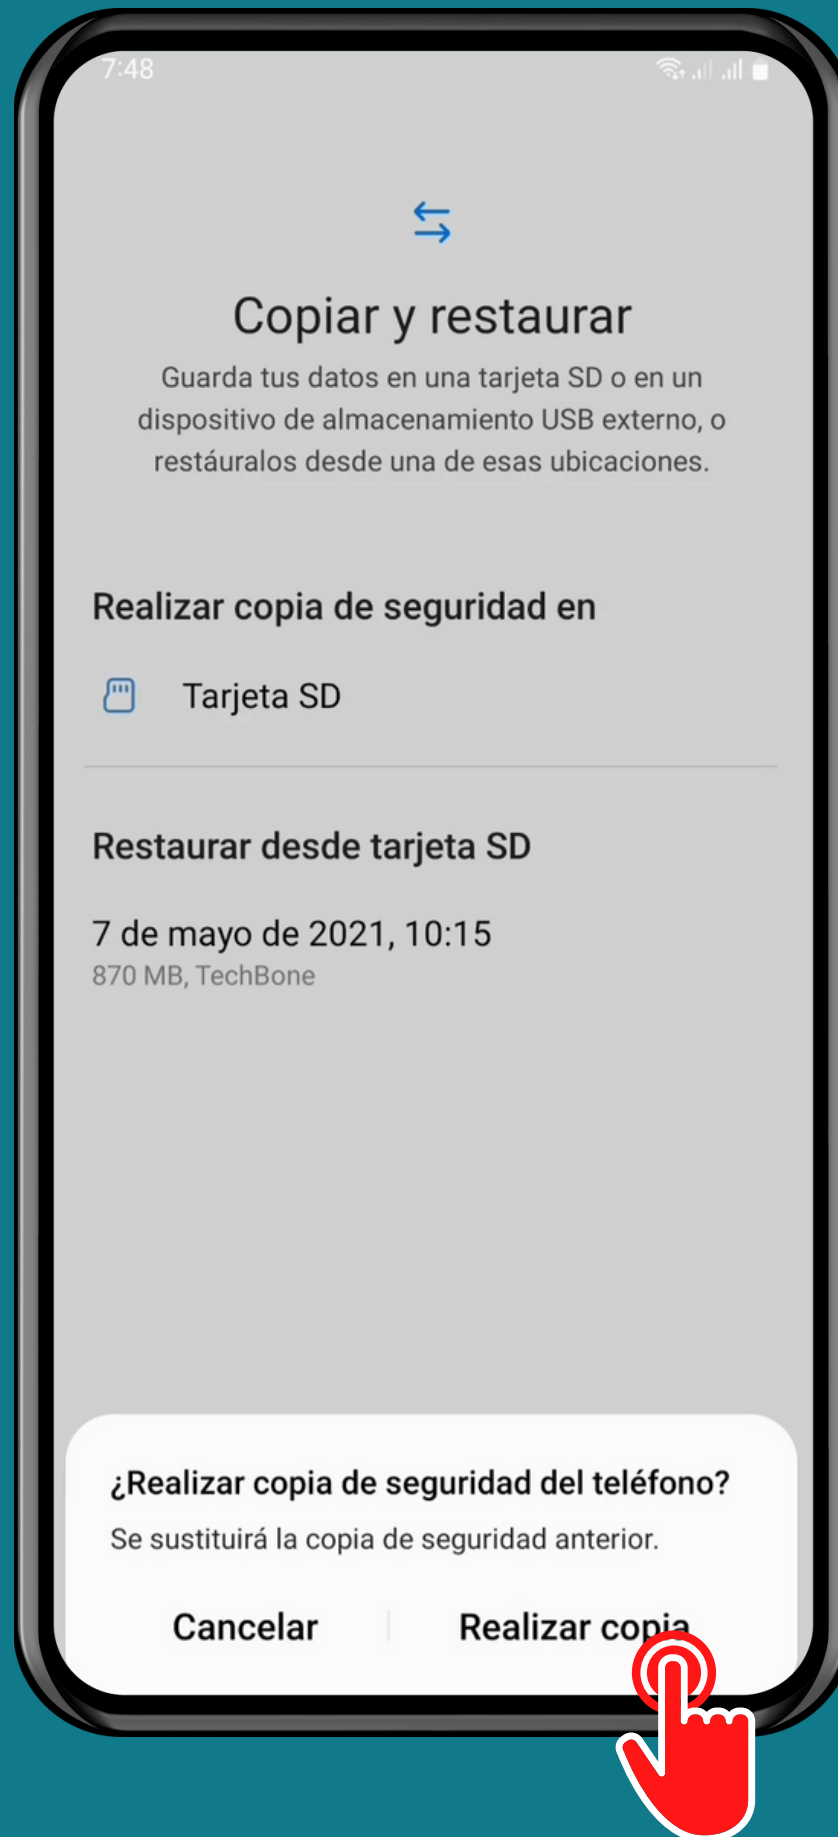 7:48
Copiar y restaurar
Guarda tus datos en una tarjeta SD o en un
dispositivo de almacenamiento USB externo, o
restáuralos desde una de esas ubicaciones.
Realizar copia de seguridad en
Tarjeta SD
Restaurar desde tarjeta SD
7 de mayo de 2021, 10:15
870 MB, TechBone
¿Realizar copia de seguridad del teléfono?
Se sustituirá la copia de seguridad anterior.
Cancelar
Realizar copia